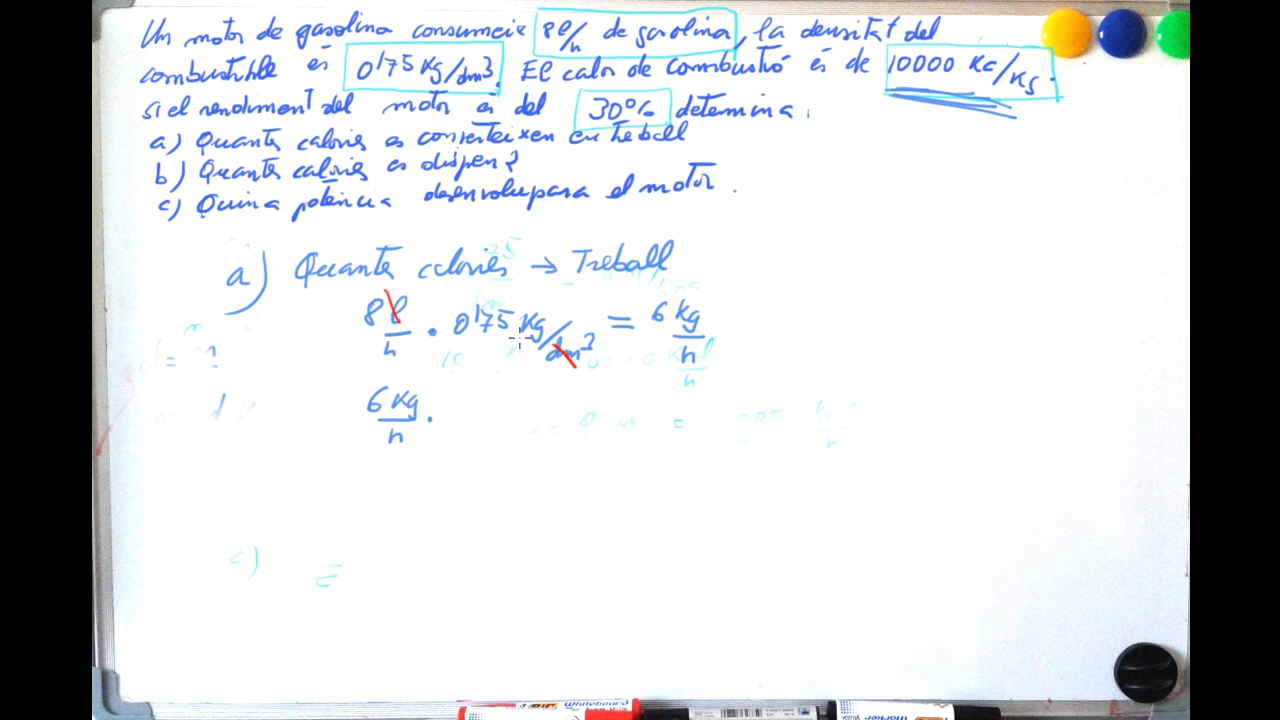 Un motor de gasolina consumeix 8l/h de gasolina, la densitat del
combustible és 0'75 Kg/dm³. El calor de combustió és de 10000 Kc/Kg.
si el rendiment del motor és del 30% determina:
a) Quantes calories es converteixen en treball
b) Quantes calories es dispen?
c) Quina potència desenvolupara el motor.
a) Quantes calories → Treball
8 l/h · 0'75 Kg/dm³ = 6 kg/h
6 Kg/h ·
c) E